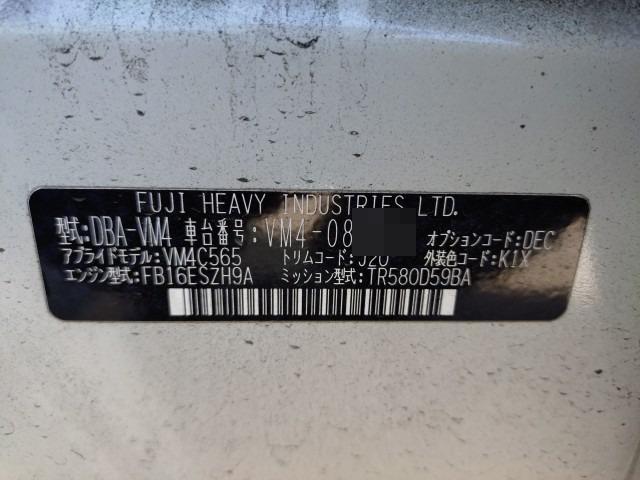 FUJI HEAVY INDUSTRIES LTD.
型式:DBA-VM4 車台番号:VM4-08 オプションコード:DEC
アプライドモデル:VM4C565 トリムコード:J20 外装色コード:K1X
エンジン型式:FB16ESZH9A ミッション型式:TR580D59BA